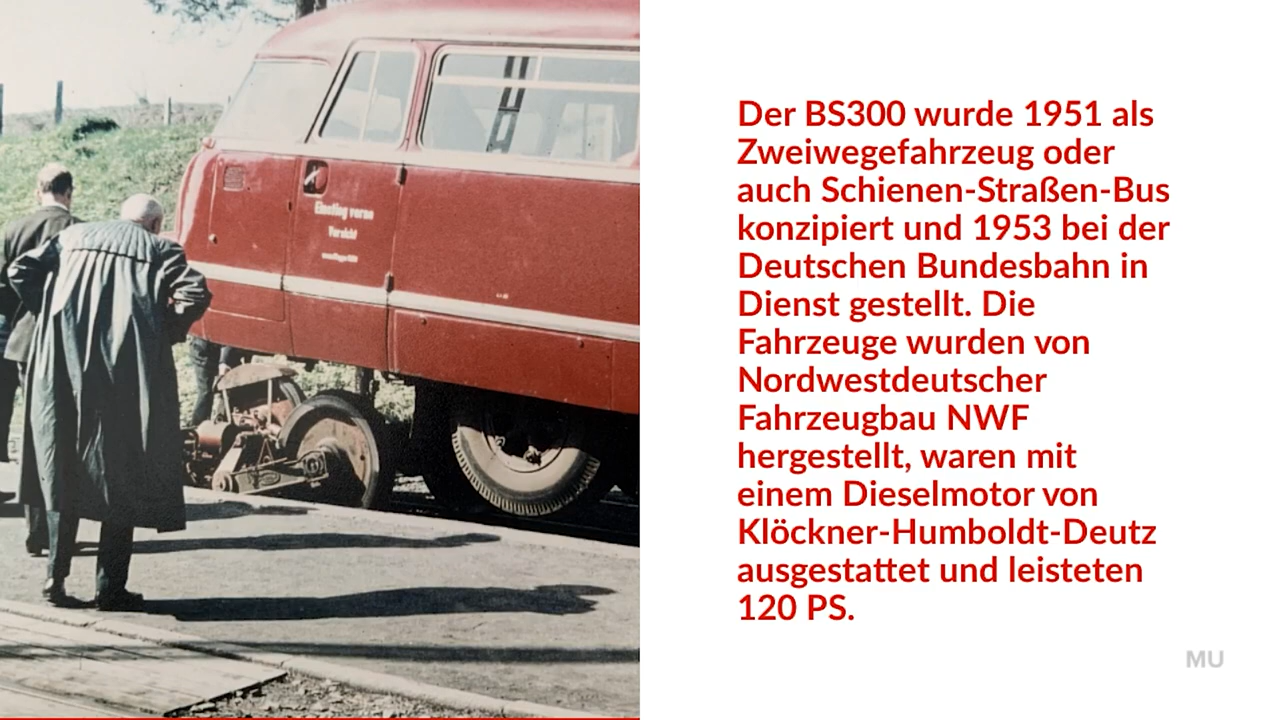 Einstieg vorne
Vorsicht
Der BS300 wurde 1951 als
Zweiwegefahrzeug oder
auch Schienen-Straßen-Bus
konzipiert und 1953 bei der
Deutschen Bundesbahn in
Dienst gestellt. Die
Fahrzeuge wurden von
Nordwestdeutscher
Fahrzeugbau NWF
hergestellt, waren mit
einem Dieselmotor von
Klöckner-Humboldt-Deutz
ausgestattet und leisteten
120 PS.
MU